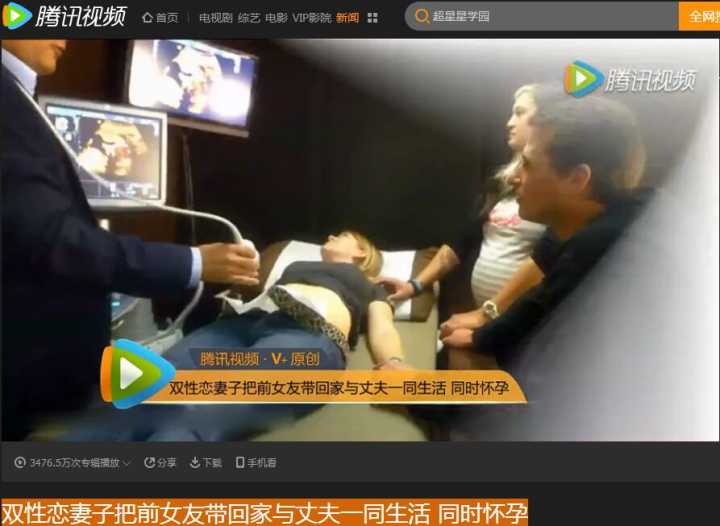 腾讯视频 首页 电视剧 综艺 电影 VIP影院 新闻 超星星学园 全网搜
腾讯视频
腾讯视频·V+原创
双性恋妻子把前女友带回家与丈夫一同生活 同时怀孕
3476.5万次专辑播放 分享 下载 手机看
双性恋妻子把前女友带回家与丈夫一同生活 同时怀孕